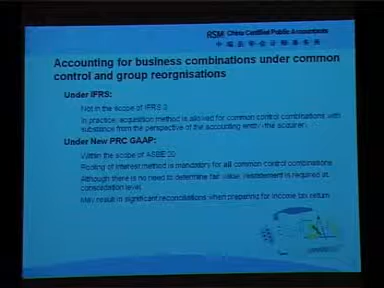 RSM China Certified Public Accountants
Accounting for business combinations under common
control and group reorgnisations
Under IFRS:
Not in the scope of IFRS 3
In practice, acquisition method is allowed for common control combinations with
substance from the perspective of the accounting entity (the acquirer)
Under New PRC GAAP:
Within the scope of ASBE 20
Pooling of interest method is mandatory for all common control combinations
Although there is no need to determine fair value, restatement is required at
consolidation level
May result in significant reconciliations when preparing for income tax return